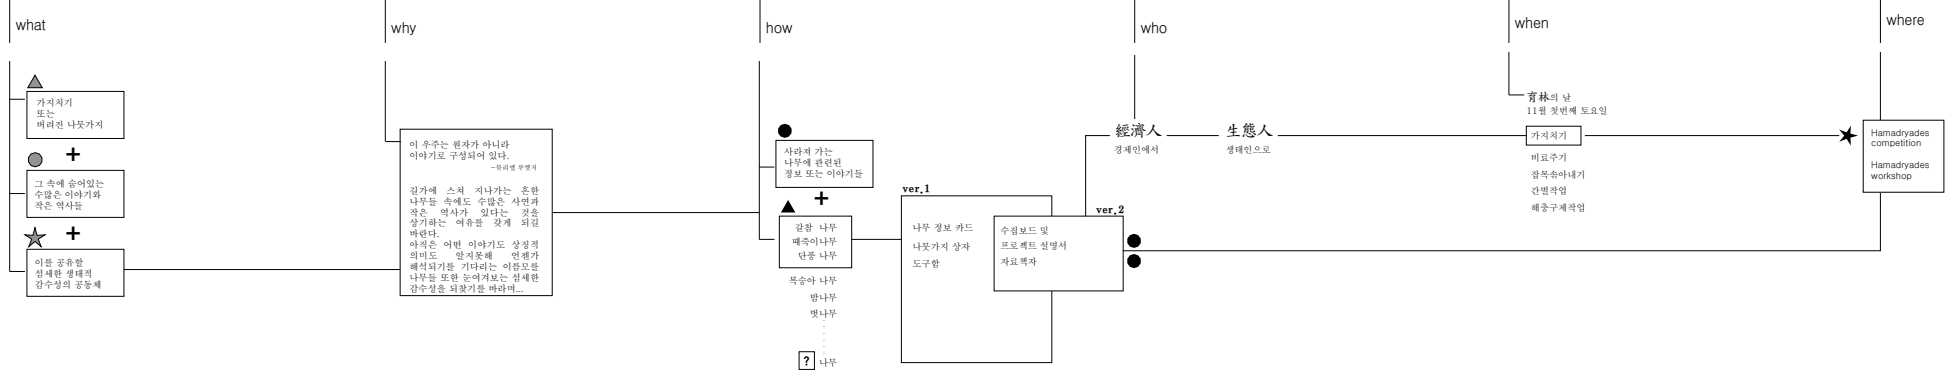 what
가지치기
또는
버려진 나뭇가지
+
그 속에 숨어있는
수많은 이야기와
작은 역사들
+
이를 공유할
섬세한 생태적
감수성의 공동체
why
이 우주는 원자가 아니라
이야기로 구성되어 있다.
-뮤리엘 루켓저
길가에 스쳐 지나가는 흔한
나무들 속에도 수많은 사연과
작은 역사가 있다는 것을
상기하는 여유를 갖게 되길
바란다.
아직은 어떤 이야기도 상징적
의미도 알지못해 언젠가
해석되기를 기다리는 이름모를
나무들 또한 눈여겨보는 섬세한
감수성을 되찾기를 바라며...
how
사라져 가는
나무에 관련된
정보 또는 이야기들
+
갈참 나무
때죽이나무
단풍 나무
복숭아 나무
밤나무
벗나무
? 나무
ver.1
나무 정보 카드
나뭇가지 상자
도구함
ver.2
수집보드 및
프로젝트 설명서
자료책자
who
經濟人
경제인에서
生態人
생태인으로
when
育林의 날
11월 첫번째 토요일
가지치기
비료주기
잡목솎아내기
간벌작업
해충구제작업
where
Hamadryades
competition
Hamadryades
workshop